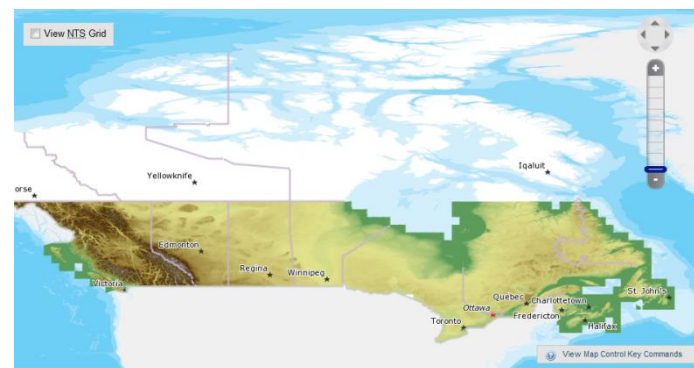 View NTS Grid
Yellowknife
Iqaluit
orse
Edmonton
Regina
Winnipeg
Victoria
Québec
Charlottetown
St. John's
Ottawa
Fredericton
Toronto
Halifax
View Map Control Key Commands